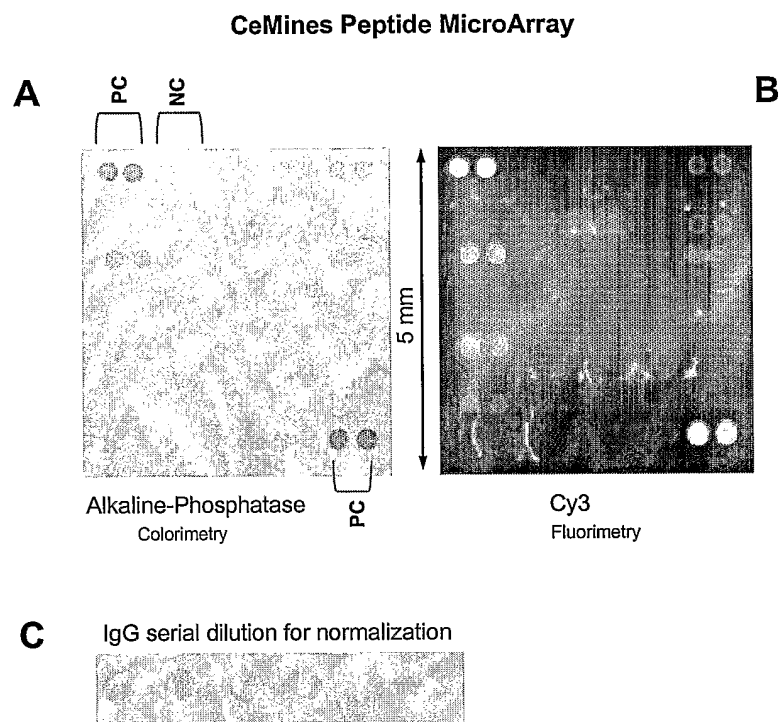 CeMines Peptide MicroArray
A
PC
NC
B
5 mm
PC
Alkaline-Phosphatase
Colorimetry
Cy3
Fluorimetry
C
IgG serial dilution for normalization